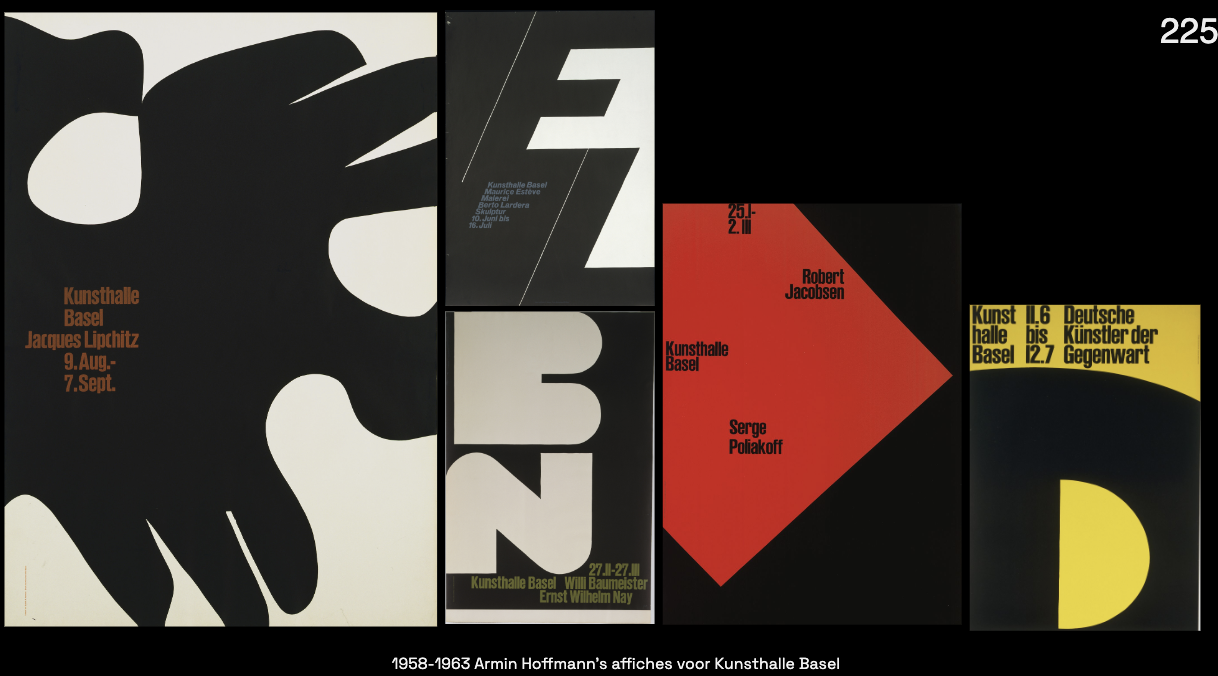 225
Kunsthalle
Basel
Jacques Lipchitz
9.Aug.-
7.Sept.
E
L
Kunsthalle Basel
Maurice Estève
Malerei
Berto Lardera
Skulptur
10.Juni bis
16.Juli
B
N
27.II-27.III
Kunsthalle Basel Willi Baumeister
Ernst Wilhelm Nay
25.I-
2.III
Robert
Jacobsen
Kunsthalle
Basel
Serge
Poliakoff
Kunst II.6 Deutsche
halle bis Künstler der
Basel I2.7 Gegenwart
D
1958-1963 Armin Hoffmann's affiches voor Kunsthalle Basel